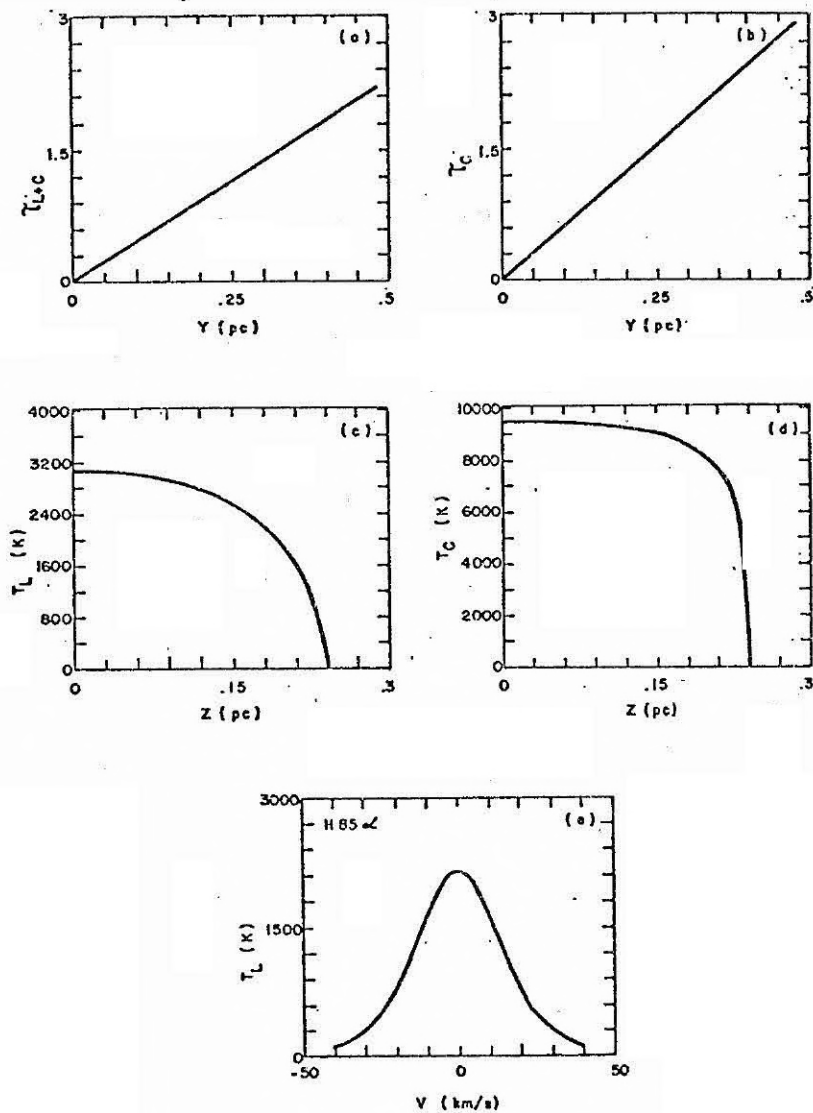 (a)
3
1.5
0
τL+C
0 .25 .5
Y (pc)
(b)
3
1.5
0
τC
0 .25 .5
Y (pc)
(c)
4000
3200
2400
1600
800
0
TL (K)
0 .15 .3
Z (pc)
(d)
10000
8000
6000
4000
2000
0
TC (K)
0 .15 .3
Z (pc)
H85α
(e)
3000
1500
0
TL (K)
-50 0 50
V (km/s)